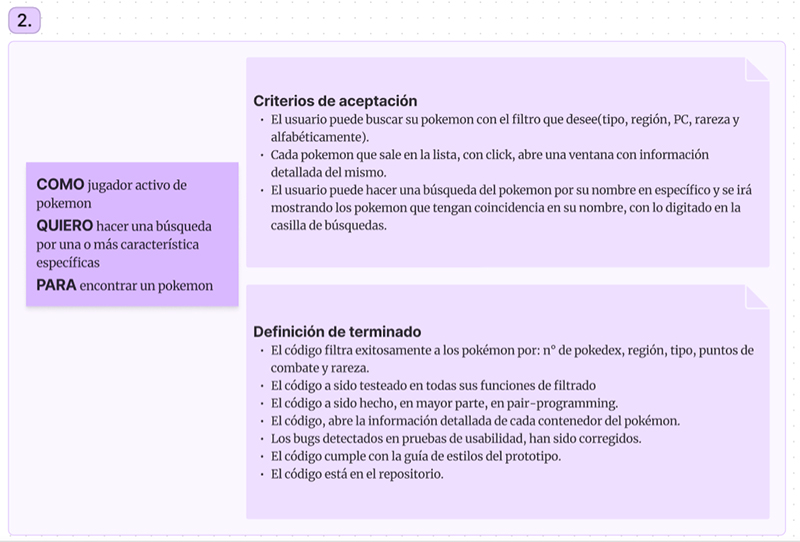 2.
COMO jugador activo de
pokemon
QUIERO hacer una búsqueda
por una o más característica
específicas
PARA encontrar un pokemon
Criterios de aceptación
• El usuario puede buscar su pokemon con el filtro que desee(tipo, región, PC, rareza y
alfabéticamente).
• Cada pokemon que sale en la lista, con click, abre una ventana con información
detallada del mismo.
• El usuario puede hacer una búsqueda del pokemon por su nombre en específico y se irá
mostrando los pokemon que tengan coincidencia en su nombre, con lo digitado en la
casilla de búsquedas.
Definición de terminado
• El código filtra exitosamente a los pokémon por: n° de pokedex, región, tipo, puntos de
combate y rareza.
• El código a sido testeado en todas sus funciones de filtrado
• El código a sido hecho, en mayor parte, en pair-programming.
• El código, abre la información detallada de cada contenedor del pokémon.
• Los bugs detectados en pruebas de usabilidad, han sido corregidos.
• El código cumple con la guía de estilos del prototipo.
• El código está en el repositorio.